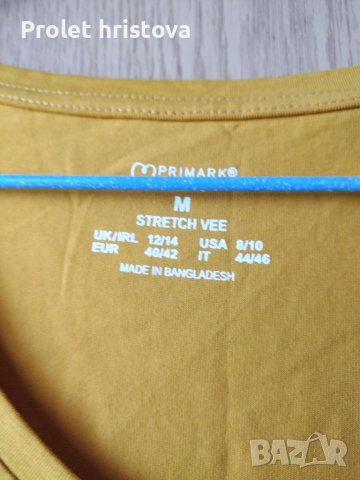 Prolet hristova
PRIMARK®
M
STRETCH VEE
UK/IRL 12/14 USA 8/10
EUR 40/42 IT 44/46
MADE IN BANGLADESH
BAZAR